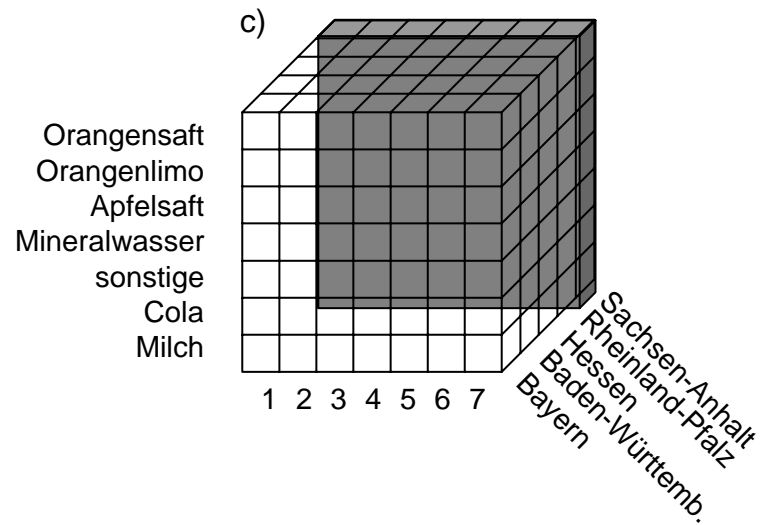 c)
Orangensaft
Orangenlimo
Apfelsaft
Mineralwasser
sonstige
Cola
Milch
1 2 3 4 5 6 7
Sachsen-Anhalt
Rheinland-Pfalz
Hessen
Baden-Württemb.
Bayern